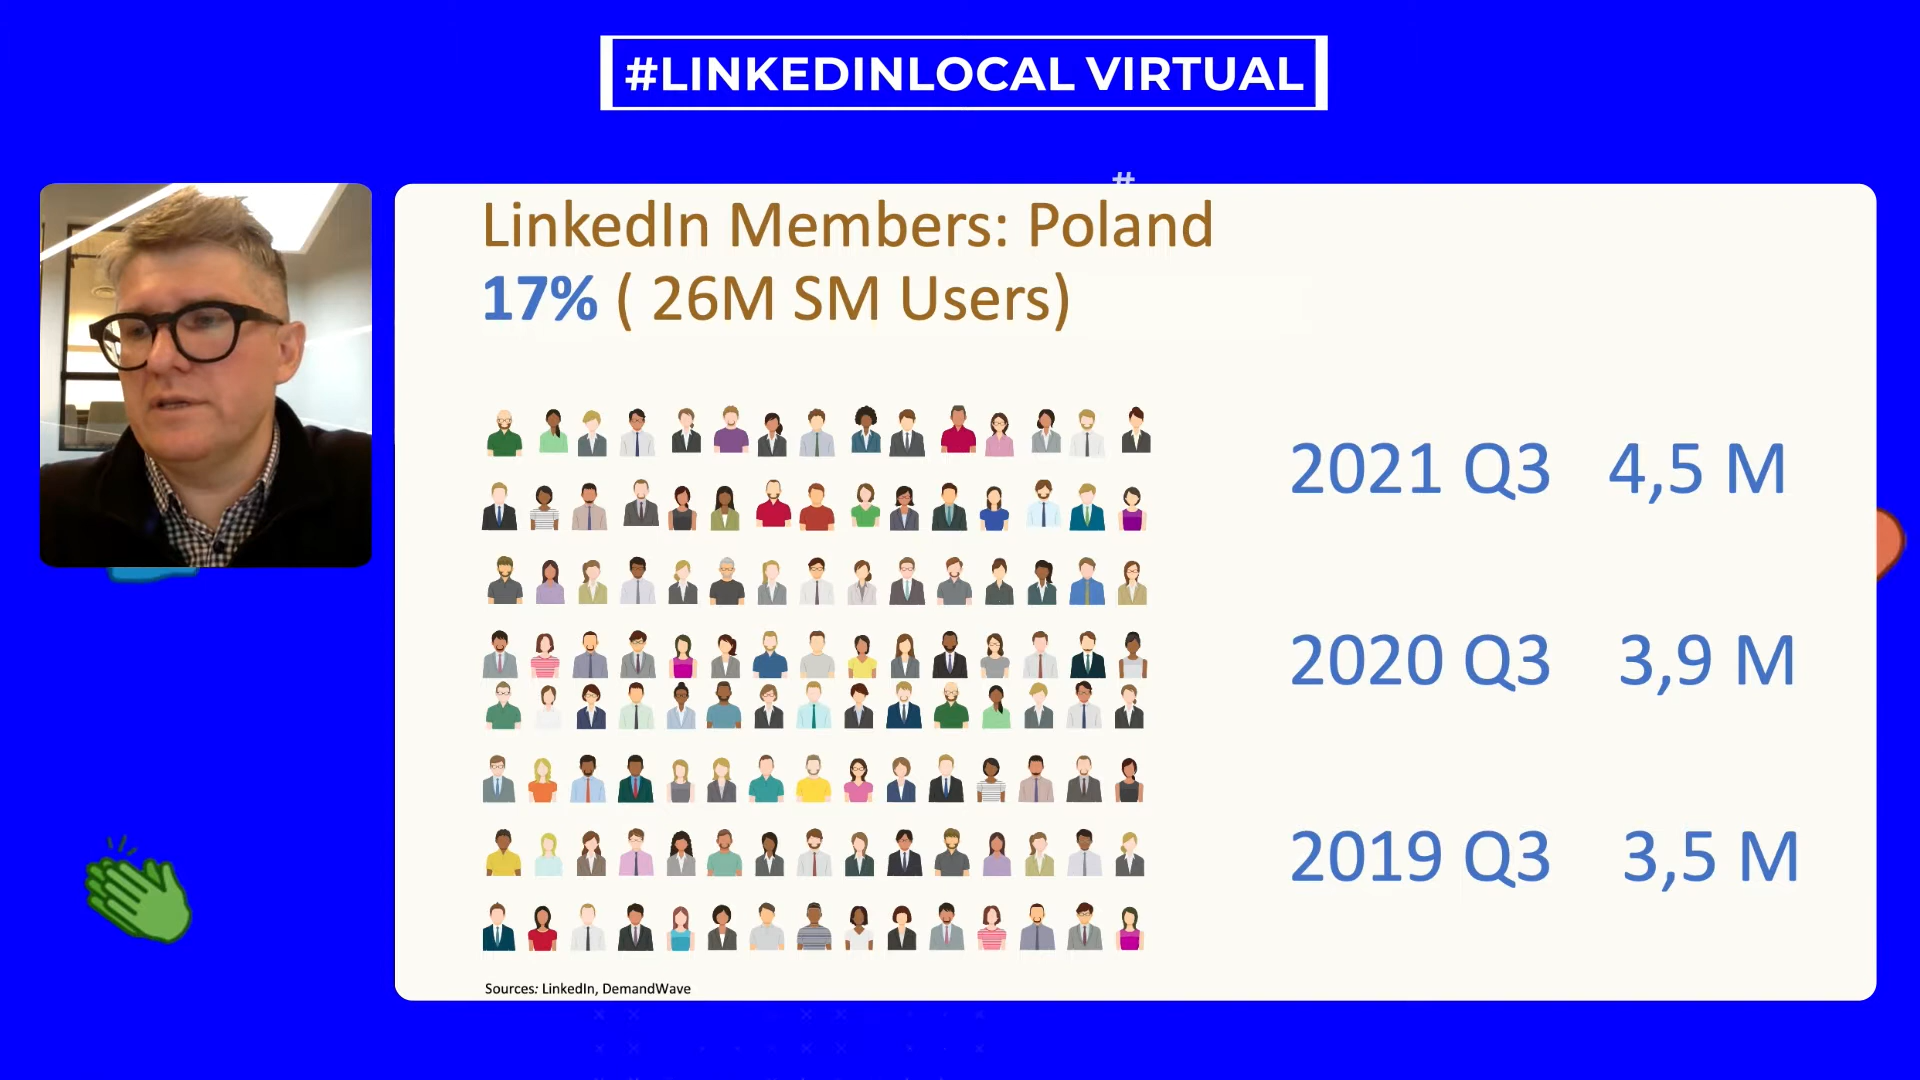 #LINKEDINLOCAL VIRTUAL
#
LinkedIn Members: Poland
17% ( 26M SM Users)
2021 Q3 4,5 M
2020 Q3 3,9 M
2019 Q3 3,5 M
Sources: LinkedIn, DemandWave